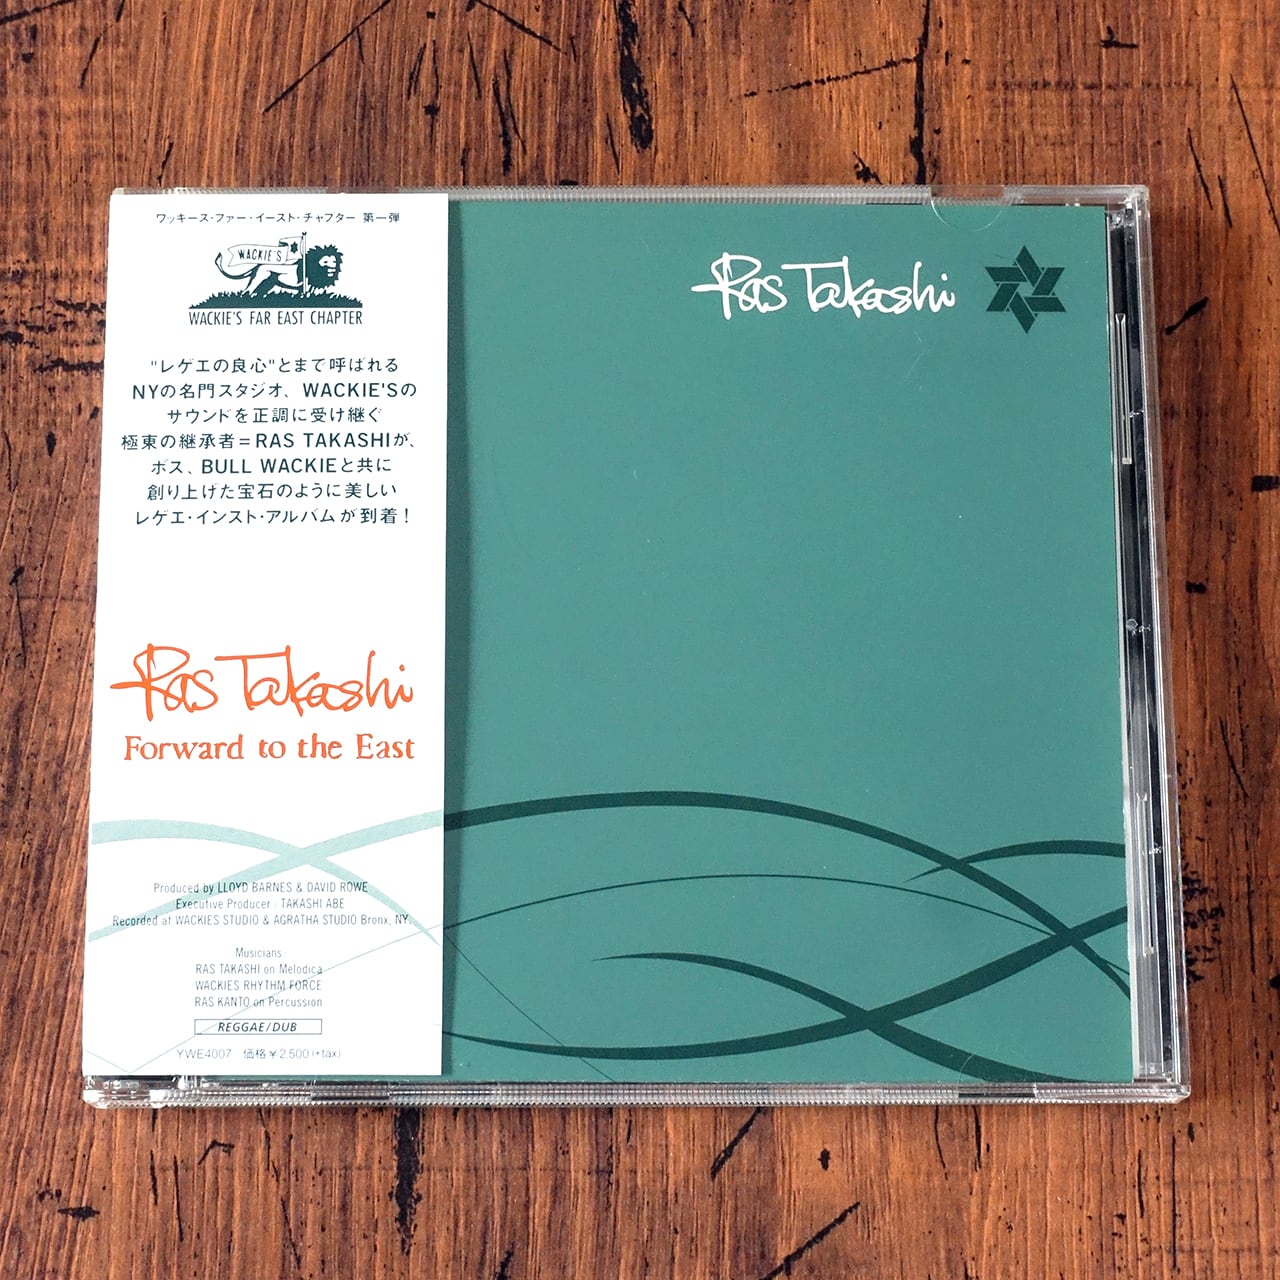 ワッキーズ・ファー・イースト・チャプター 第一弾
WACKIE'S
WACKIE'S FAR EAST CHAPTER
"レゲエの良心"とまで呼ばれる
NYの名門スタジオ、WACKIE'Sの
サウンドを正調に受け継ぐ
極東の継承者=RAS TAKASHIが、
ボス、BULL WACKIEと共に
創り上げた宝石のように美しい
レゲエ・インスト・アルバムが到着!
Ras Takashi
Forward to the East
Produced by LLOYD BARNES & DAVID ROWE
Executive Producer : TAKASHI ABE
Recorded at WACKIES STUDIO & AGRATHA STUDIO Bronx, NY.
Musicians:
RAS TAKASHI on Melodica
WACKIES RHYTHM FORCE
RAS KANTO on Percussion
REGGAE/DUB
YWE4007 価格¥2,500(+tax)
Ras Takashi